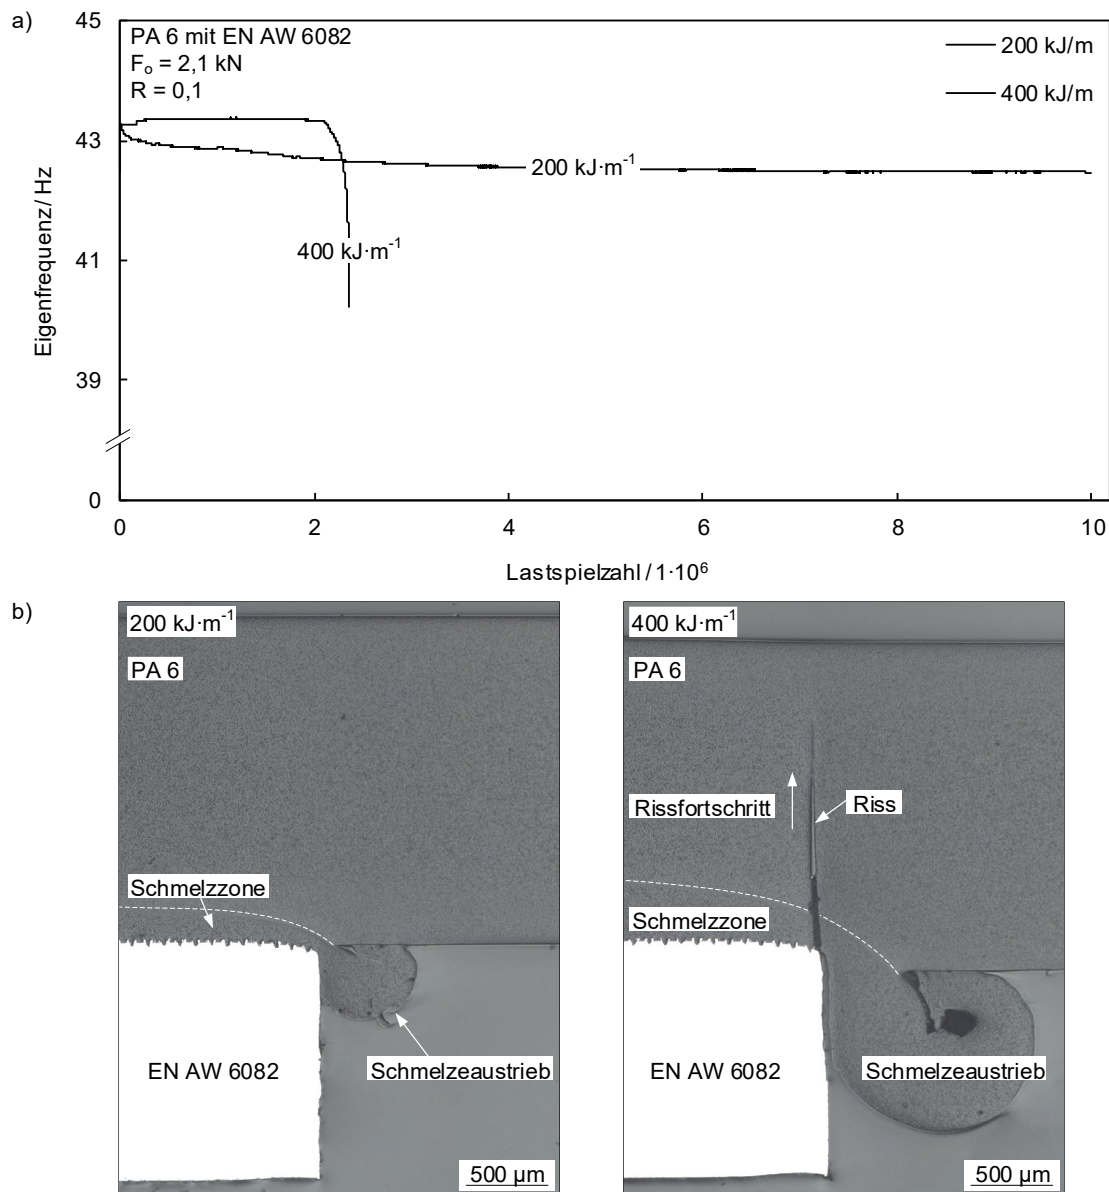 a)
45
PA 6 mit EN AW 6082
Fₒ = 2,1 kN
R = 0,1
200 kJ/m
400 kJ/m
43
200 kJ·m⁻¹
400 kJ·m⁻¹
41
39
0
Eigenfrequenz/ Hz
0 2 4 6 8 10
Lastspielzahl / 1·10⁶
b)
200 kJ·m⁻¹
PA 6
Schmelzzone
EN AW 6082
Schmelzeaustrieb
500 µm
400 kJ·m⁻¹
PA 6
Rissfortschritt
Riss
Schmelzzone
EN AW 6082
Schmelzeaustrieb
500 µm